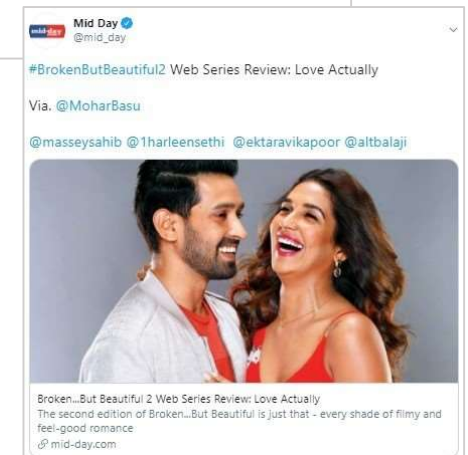 mid-day
Mid Day
@mid_day
#BrokenButBeautiful2 Web Series Review: Love Actually
Via. @MoharBasu
@masseysahib @1harleensethi @ektaravikapoor @altbalaji
Broken...But Beautiful 2 Web Series Review: Love Actually
The second edition of Broken...But Beautiful is just that - every shade of filmy and
feel-good romance
mid-day.com